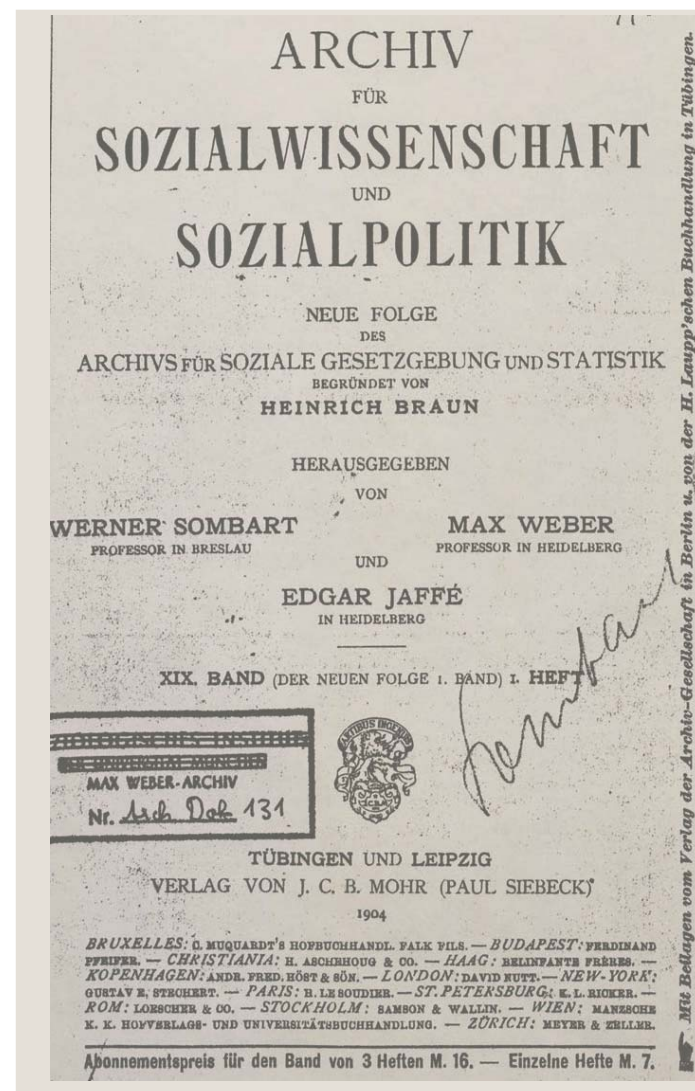 ARCHIV
FÜR
SOZIALWISSENSCHAFT
UND
SOZIALPOLITIK
NEUE FOLGE
DES
ARCHIVS FÜR SOZIALE GESETZGEBUNG UND STATISTIK
BEGRÜNDET VON
HEINRICH BRAUN
HERAUSGEGEBEN
VON
WERNER SOMBART
PROFESSOR IN BRESLAU
MAX WEBER
PROFESSOR IN HEIDELBERG
UND
EDGAR JAFFÉ
IN HEIDELBERG
XIX. BAND (DER NEUEN FOLGE 1. BAND) 1. HEFT
Sombart
MAX WEBER-ARCHIV
Nr. Arch Dok 131
TÜBINGEN UND LEIPZIG
VERLAG VON J. C. B. MOHR (PAUL SIEBECK)
1904
BRUXELLES: C. MUQUARDT'S HOFBUCHHANDL. FALK FILS. — BUDAPEST: FERDINAND
PFEIFER. — CHRISTIANIA: H. ASCHEHOUG & CO. — HAAG: BELINFANTE FRÈRES. —
KOPENHAGEN: ANDR. FRED. HÖST & SÖN. — LONDON: DAVID NUTT. — NEW-YORK:
GUSTAV E. STECHERT. — PARIS: H. LE SOUDIER. — ST. PETERSBURG: K. L. RICKER. —
ROM: LOESCHER & CO. — STOCKHOLM: SAMSON & WALLIN. — WIEN: MANZSCHE
K. K. HOFVERLAGS- UND UNIVERSITÄTSBUCHHANDLUNG. — ZÜRICH: MEYER & ZELLER.
Abonnementspreis für den Band von 3 Heften M. 16. — Einzelne Hefte M. 7.
Mit Beilagen vom Verlag der Archiv-Gesellschaft in Berlin u. von der H. Laupp'schen Buchhandlung in Tübingen.